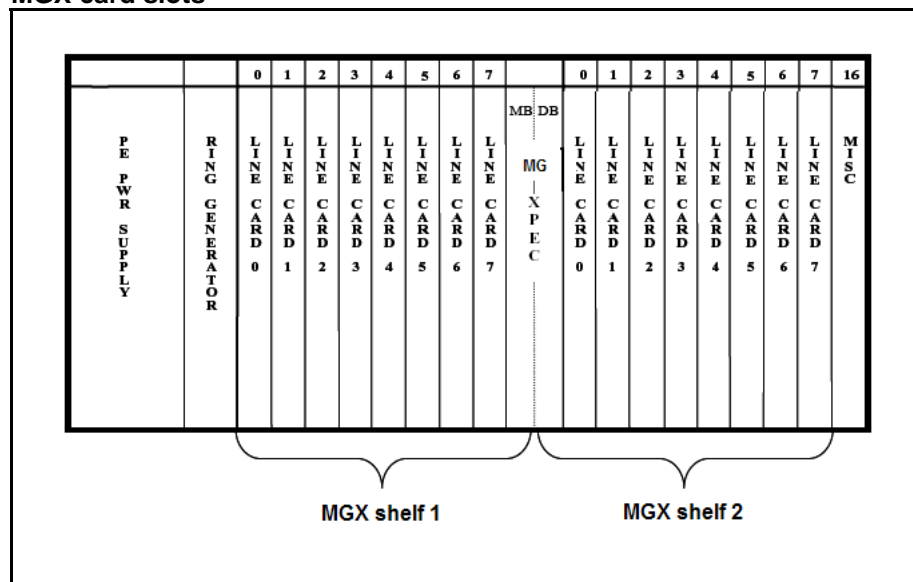 MGX card slots
0 1 2 3 4 5 6 7 0 1 2 3 4 5 6 7 16
MB DB
PE PWR SUPPLY
RING GENERATOR
LINE CARD 0
LINE CARD 1
LINE CARD 2
LINE CARD 3
LINE CARD 4
LINE CARD 5
LINE CARD 6
LINE CARD 7
MG-XPEC
LINE CARD 0
LINE CARD 1
LINE CARD 2
LINE CARD 3
LINE CARD 4
LINE CARD 5
LINE CARD 6
LINE CARD 7
MISC
MGX shelf 1
MGX shelf 2